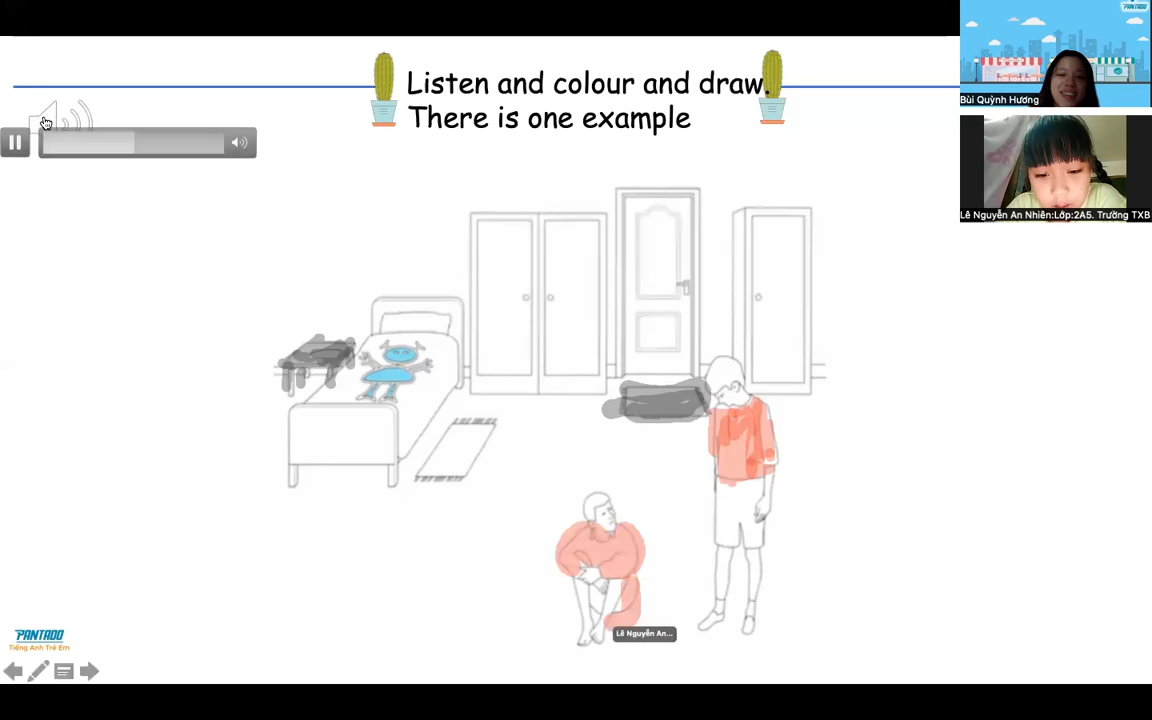 Listen and colour and draw.
There is one example
PANTADO
Bùi Quỳnh Hương
Lê Nguyễn An Nhiên:Lớp:2A5. Trường TXB
Lê Nguyễn An...
PANTADO
Tiếng Anh Trẻ Em